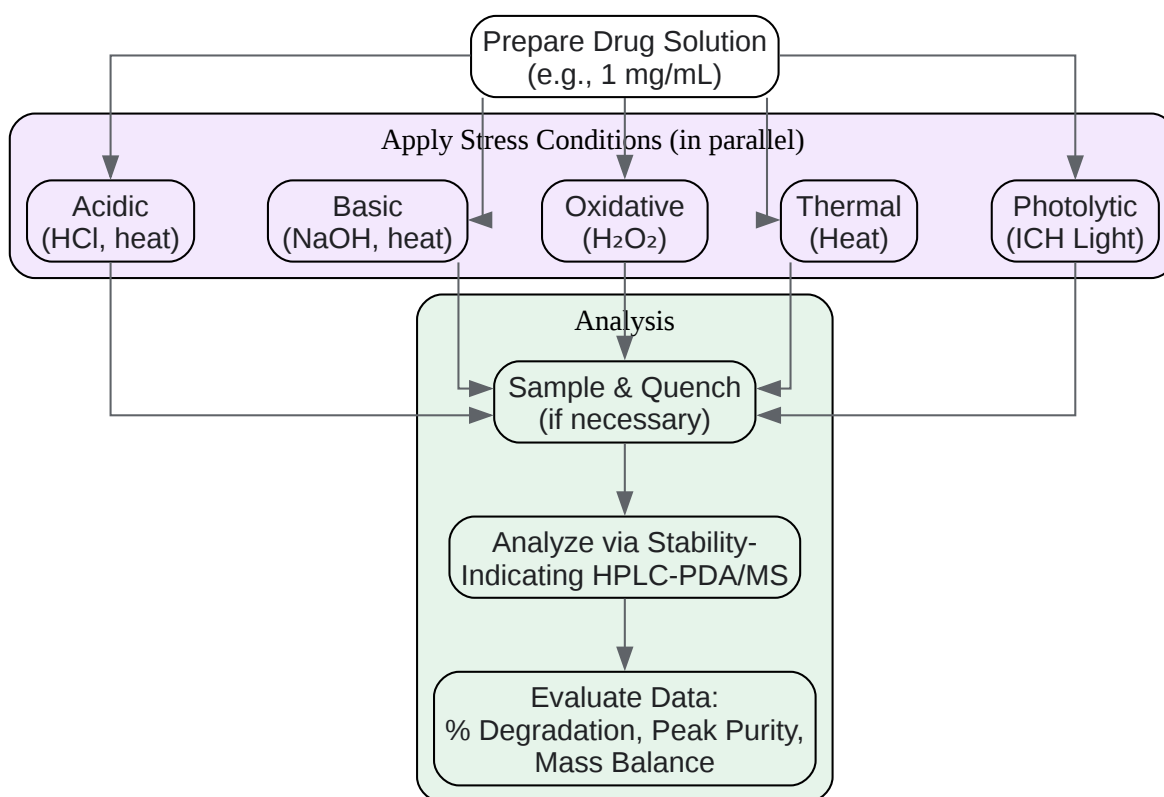 Prepare Drug Solution
(e.g., 1 mg/mL)
Apply Stress Conditions (in parallel)
Acidic
(HCl, heat)
Basic
(NaOH, heat)
Oxidative
(H₂O₂)
Thermal
(Heat)
Photolytic
(ICH Light)
Analysis
Sample & Quench
(if necessary)
Analyze via Stability-
Indicating HPLC-PDA/MS
Evaluate Data:
% Degradation, Peak Purity,
Mass Balance